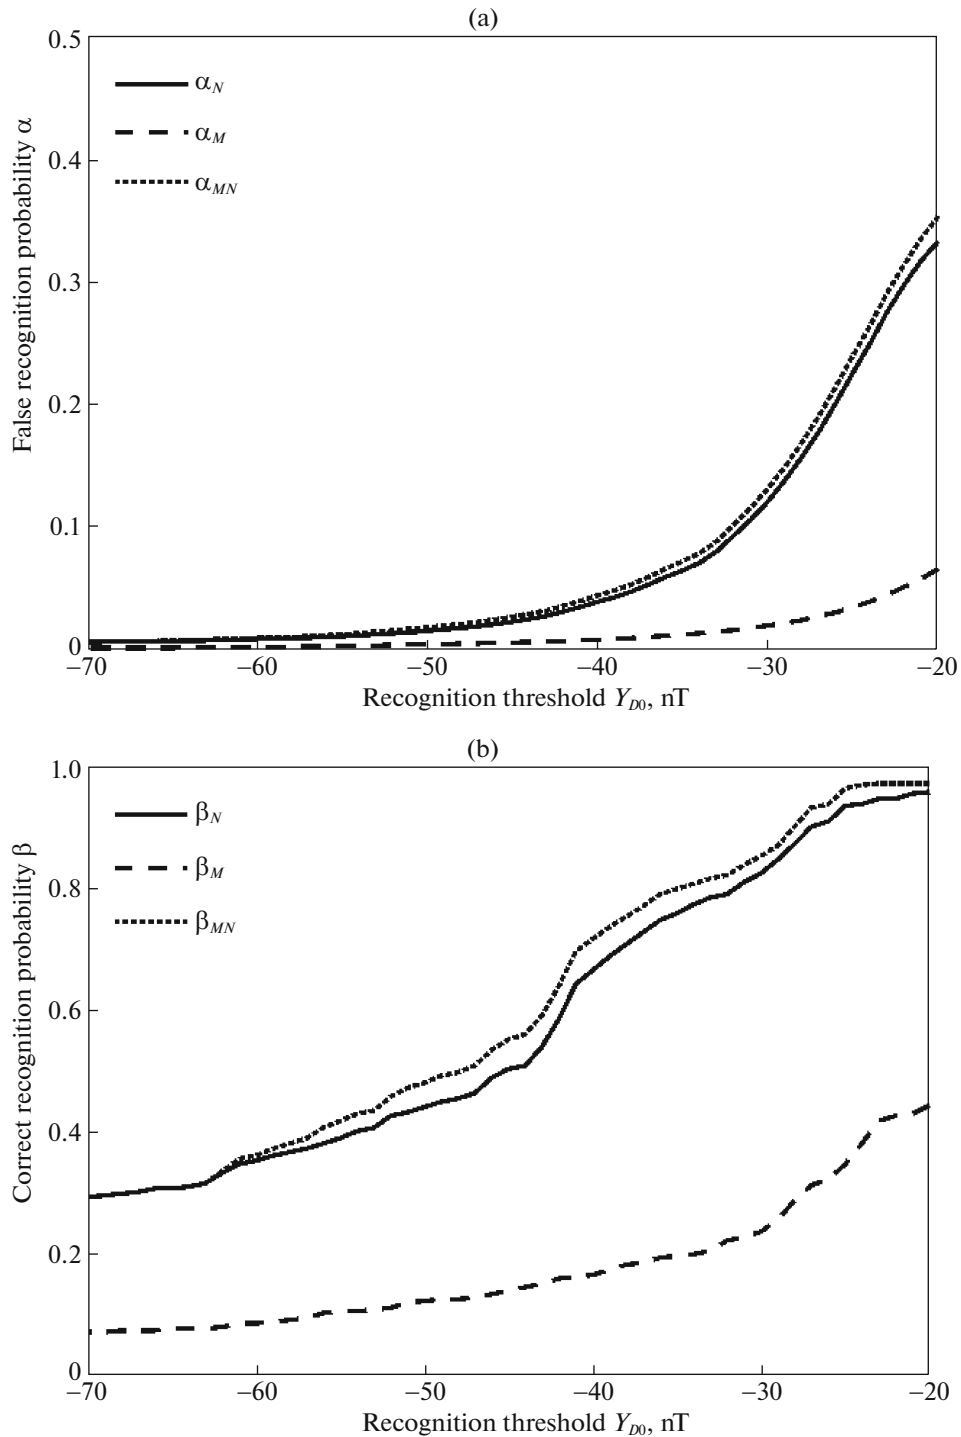 (a)
False recognition probability α
0.5
0.4
0.3
0.2
0.1
0
α_N
α_M
α_MN
−70 −60 −50 −40 −30 −20
Recognition threshold Y_D0, nT
(b)
Correct recognition probability β
1.0
0.8
0.6
0.4
0.2
0
β_N
β_M
β_MN
−70 −60 −50 −40 −30 −20
Recognition threshold Y_D0, nT